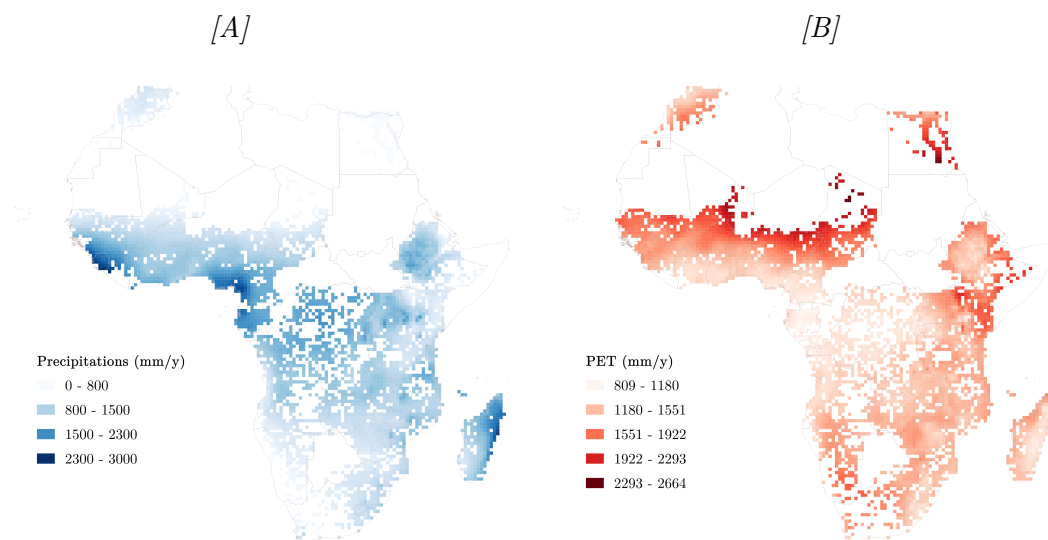 [A]
[B]
Precipitations (mm/y)
0 - 800
800 - 1500
1500 - 2300
2300 - 3000
PET (mm/y)
809 - 1180
1180 - 1551
1551 - 1922
1922 - 2293
2293 - 2664